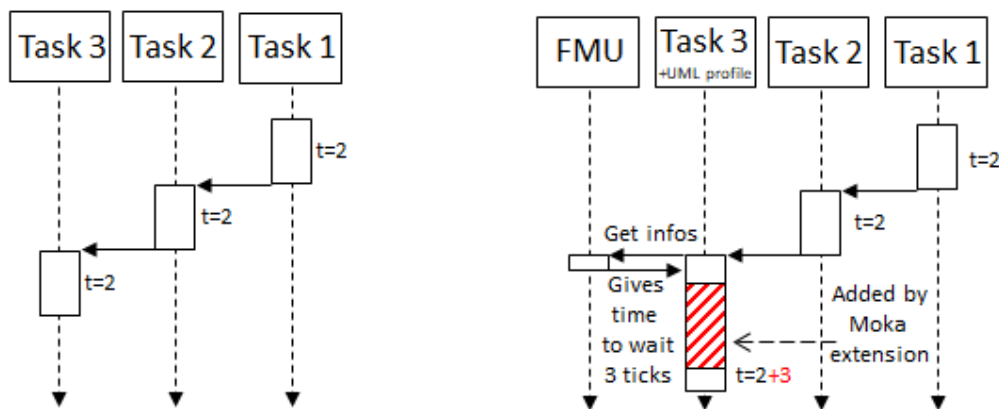 Task 3
Task 2
Task 1
t=2
t=2
t=2
FMU
Task 3
+UML profile
Task 2
Task 1
t=2
t=2
Get infos
Gives
time
to wait
3 ticks
Added by
Moka
extension
t=2+3